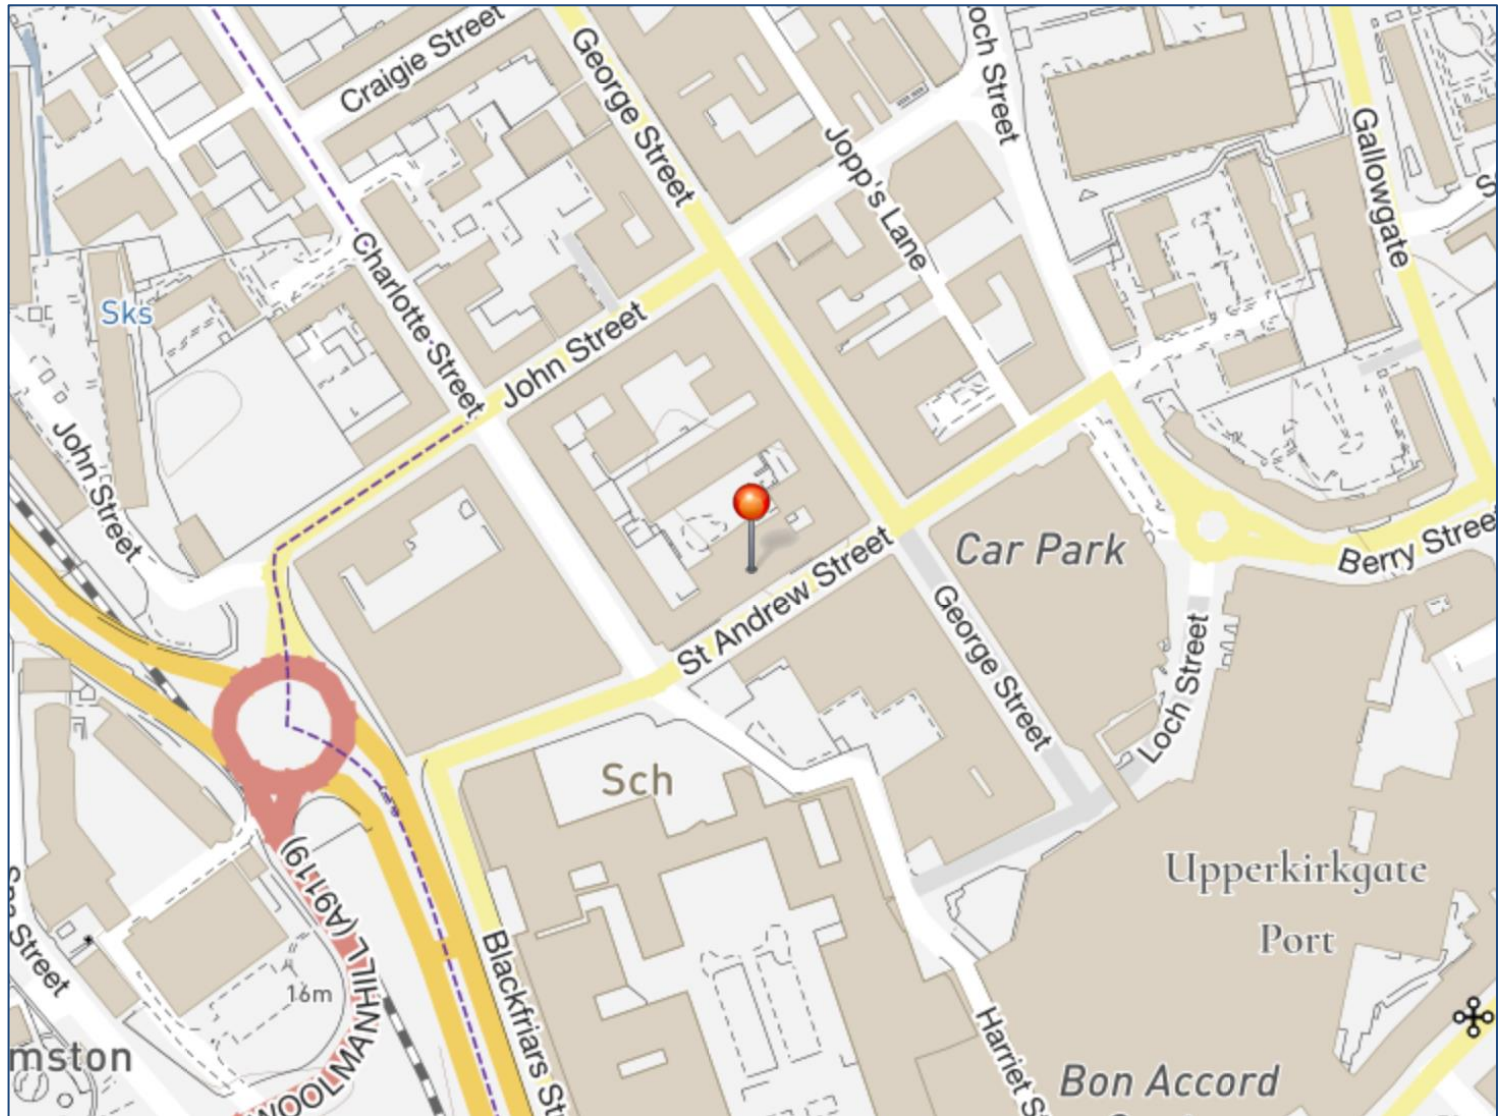 Craigie Street
George Street
och Street
Jopp's Lane
Gallowgate
Charlotte Street
Sks
John Street
John Street
Car Park
Berry Street
St Andrew Street
George Street
Loch Street
Sch
Upperkirkgate
Port
WOOLMANHILL (A9119)
Street
16m
Blackfriars St
mston
Harriet S
Bon Accord